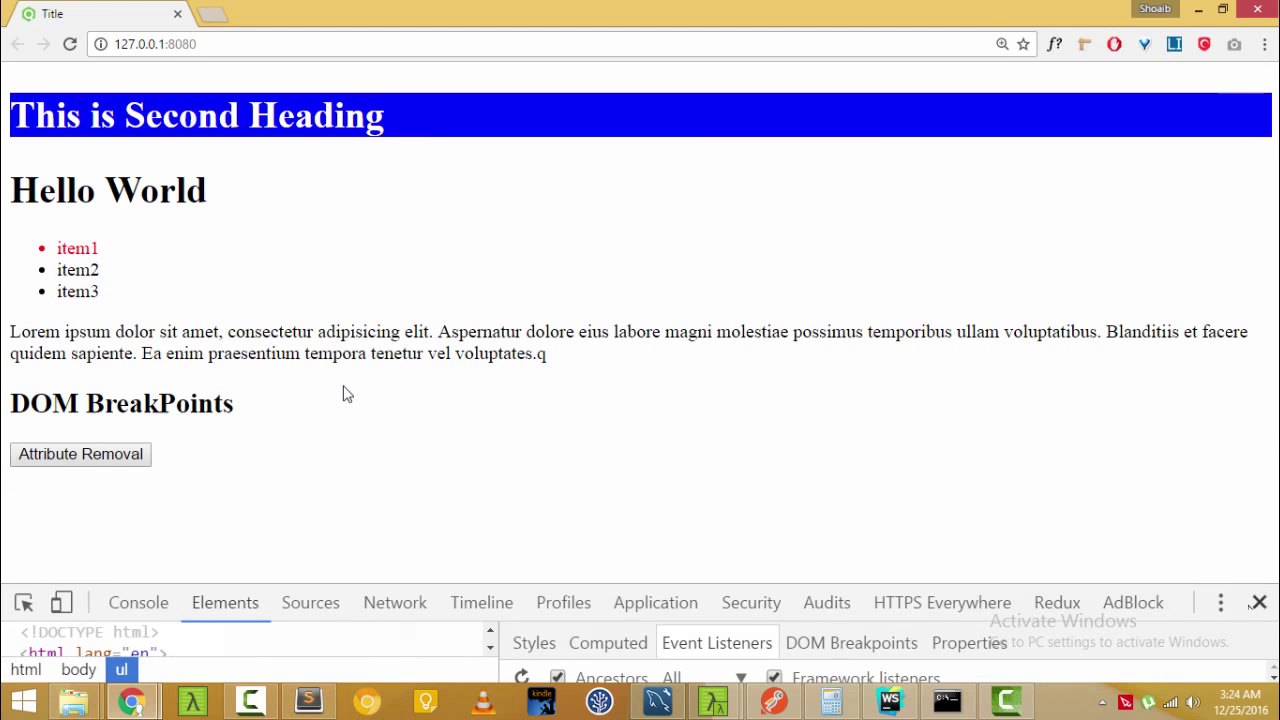 Title
Shoaib
127.0.0.1:8080
f?
LI
This is Second Heading
Hello World
item1
item2
item3
Lorem ipsum dolor sit amet, consectetur adipisicing elit. Aspernatur dolore eius labore magni molestiae possimus temporibus ullam voluptatibus. Blanditiis et facere
quidem sapiente. Ea enim praesentium tempora tenetur vel voluptates.q
DOM BreakPoints
Attribute Removal
Console Elements Sources Network Timeline Profiles Application Security Audits HTTPS Everywhere Redux AdBlock
Activate Windows
Go to PC settings to activate Windows.
<!DOCTYPE html>
<html lang="en">
html body ul
Styles Computed Event Listeners DOM Breakpoints Properties
Ancestors All Framework listeners
kindle
WS
3:24 AM
12/25/2016